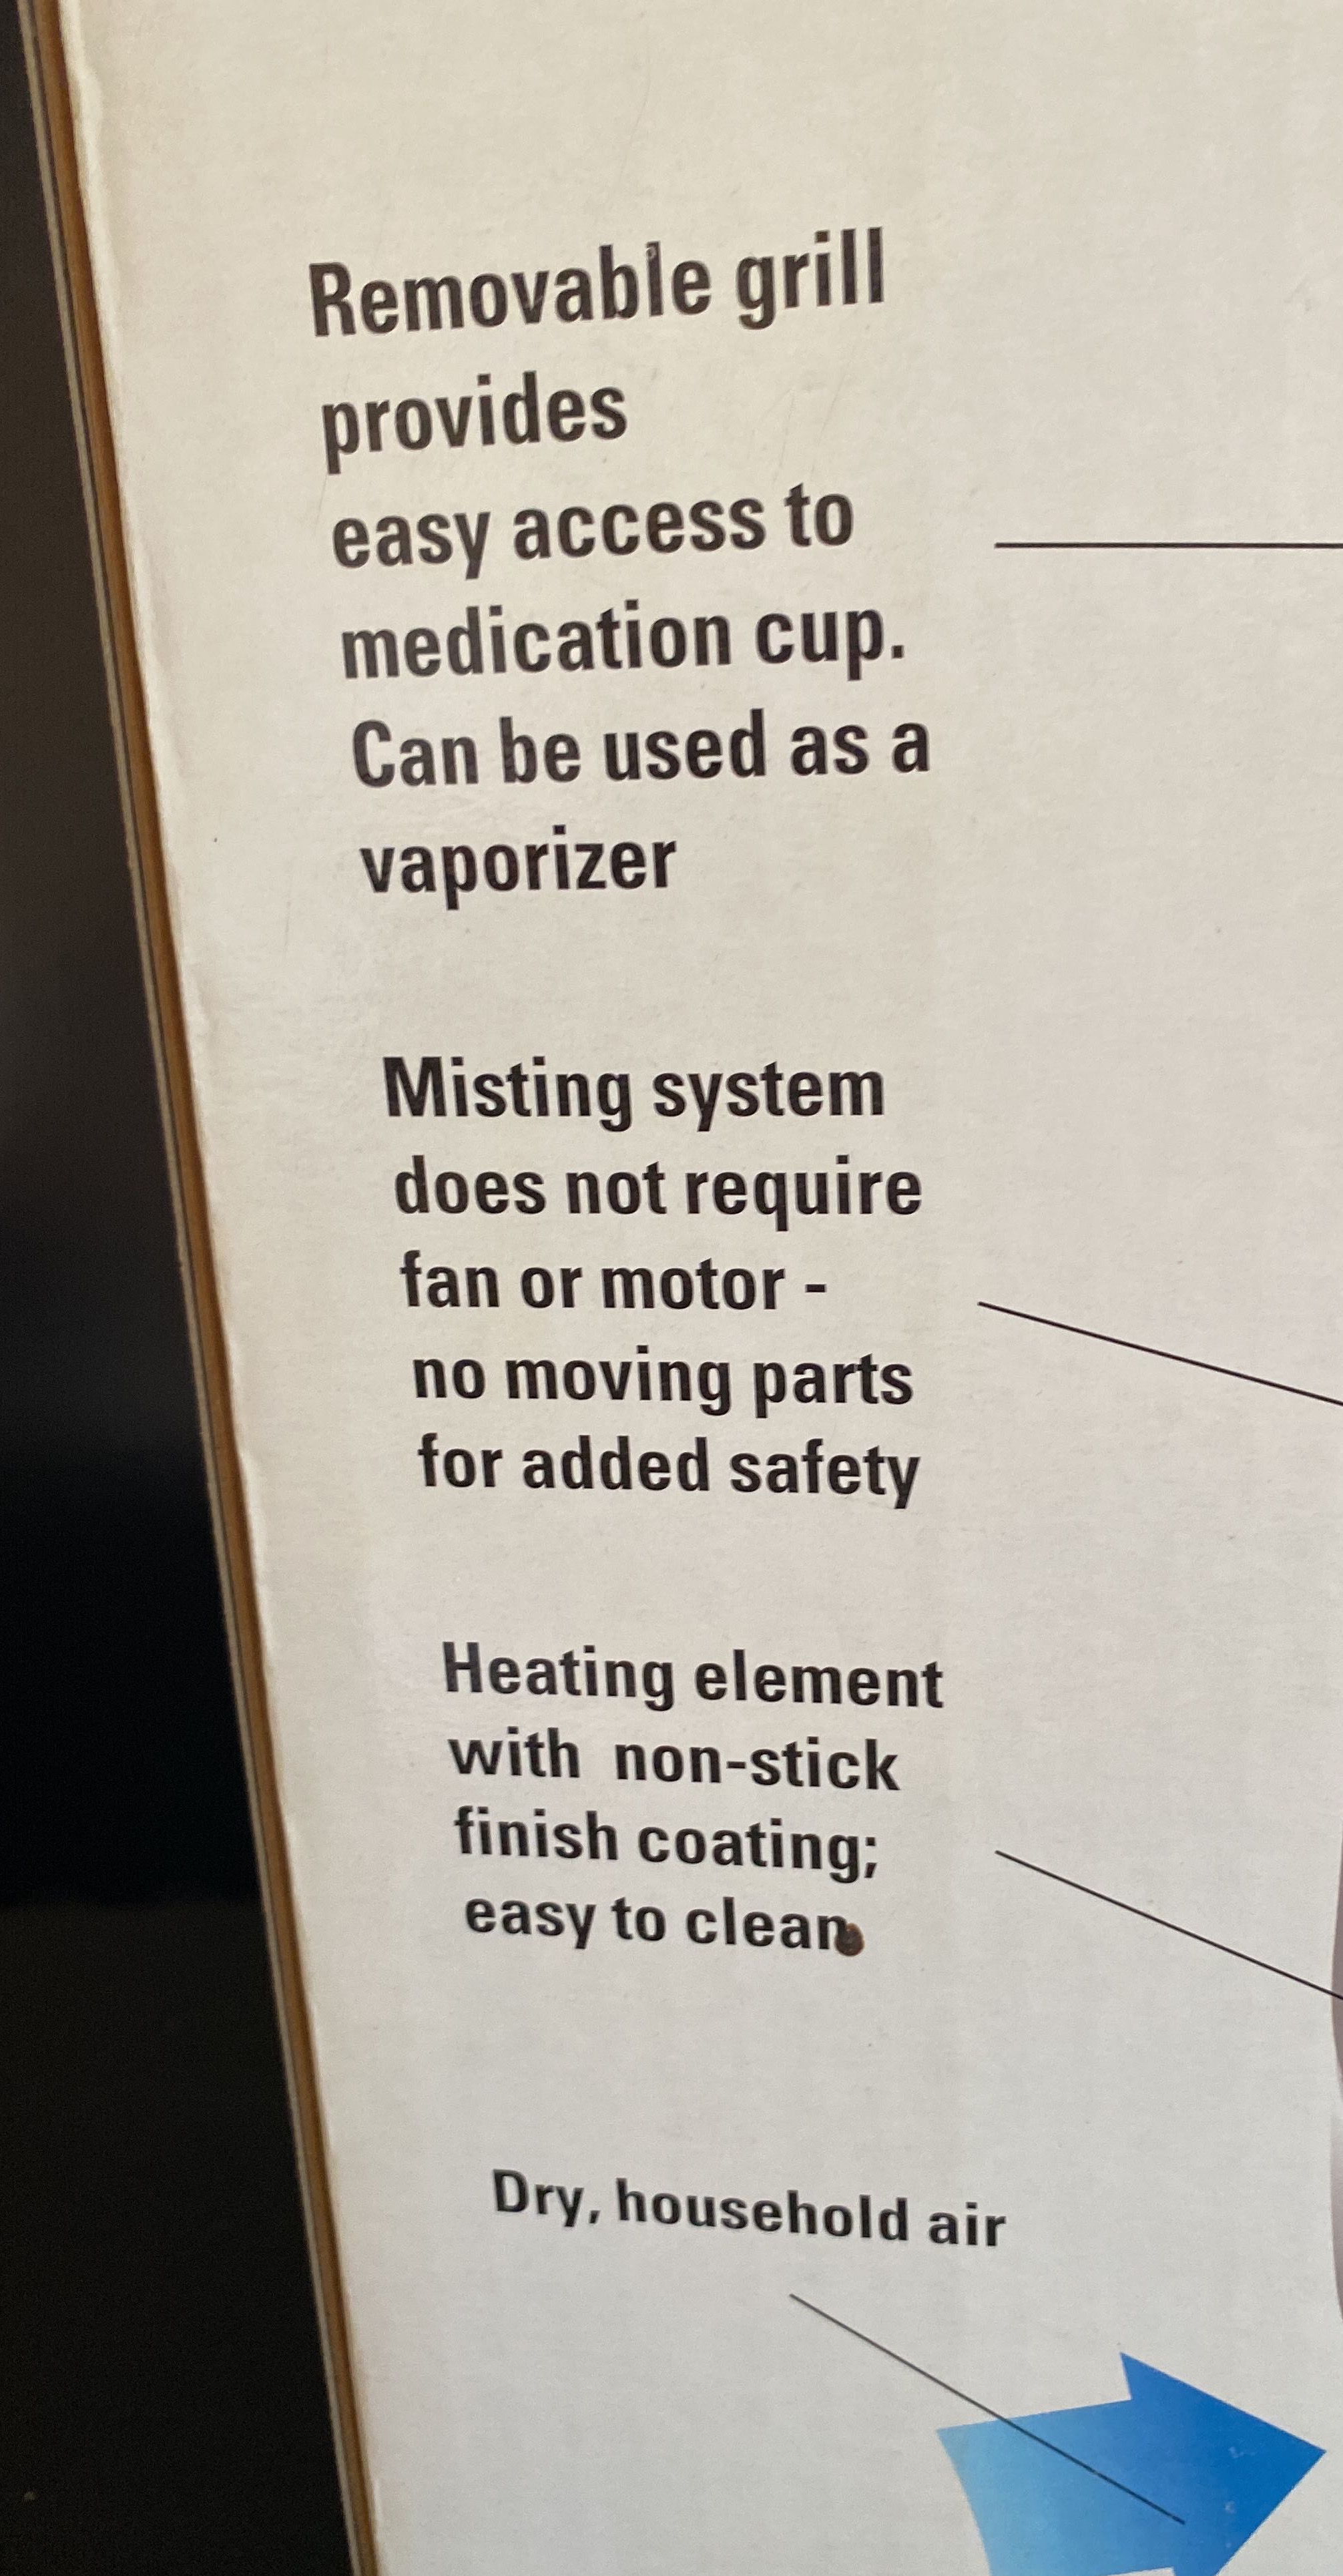 Removable grill
provides
easy access to
medication cup.
Can be used as a
vaporizer
Misting system
does not require
fan or motor -
no moving parts
for added safety
Heating element
with non-stick
finish coating;
easy to clean
Dry, household air